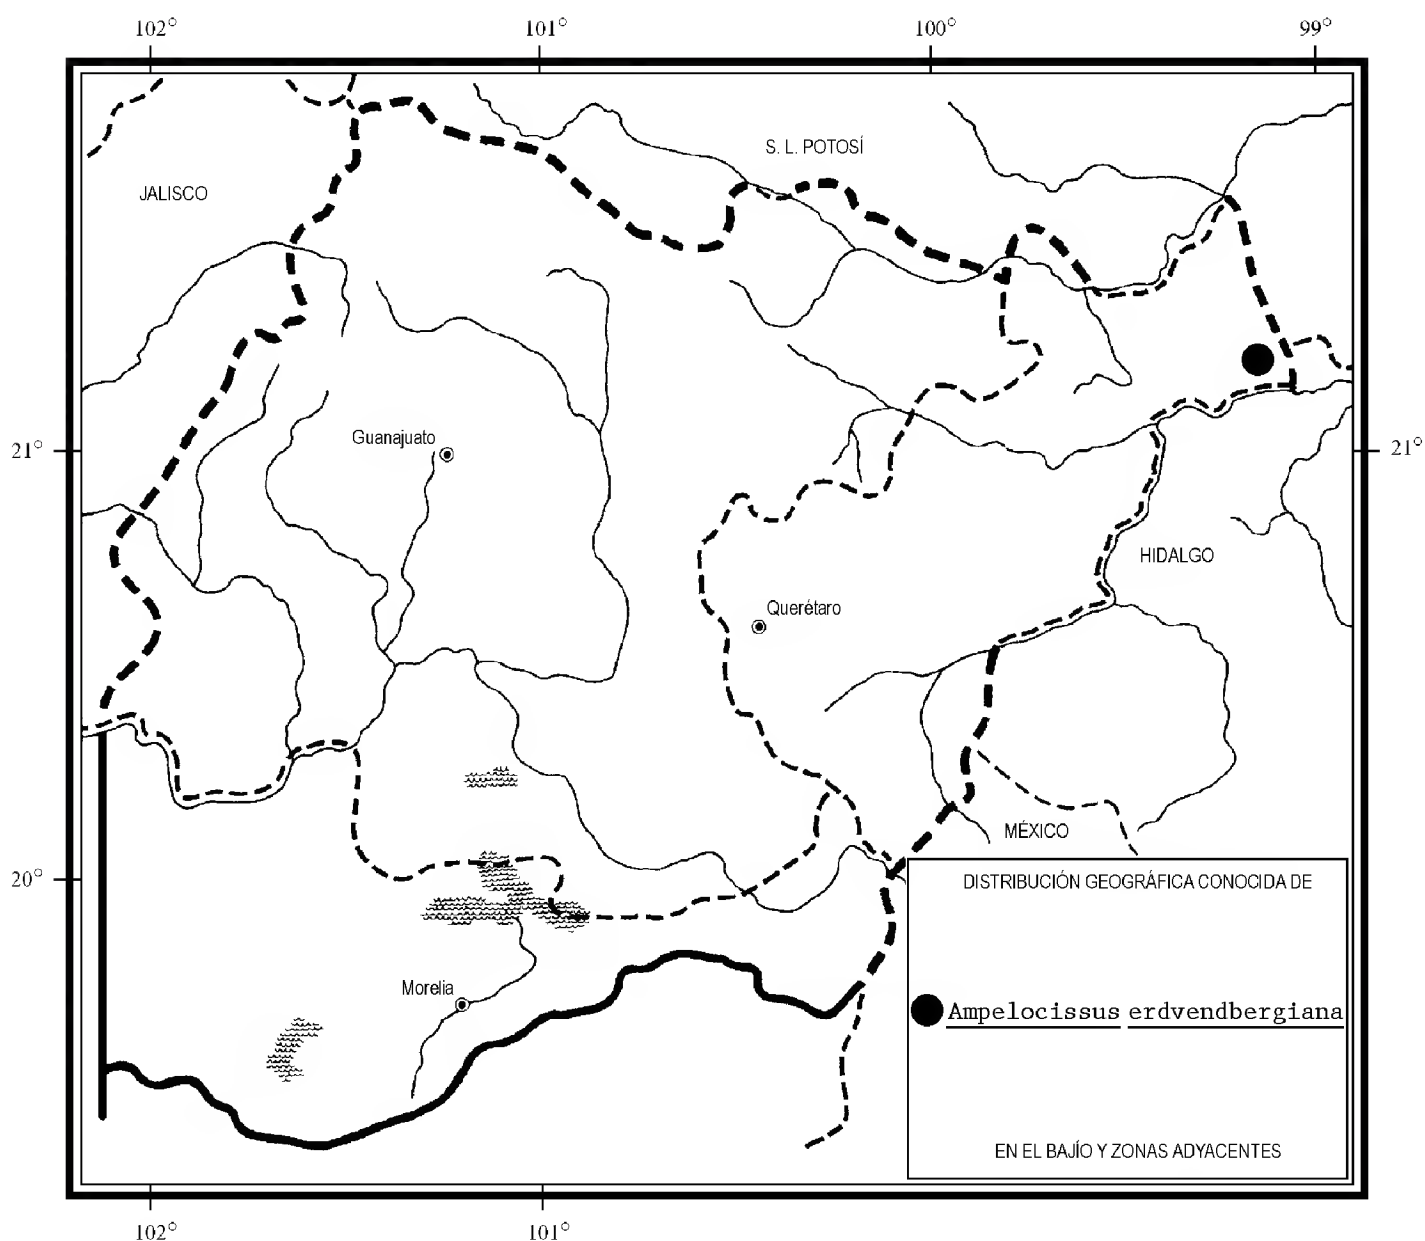 102° 101° 100° 99°
S. L. POTOSÍ
JALISCO
Guanajuato
21° 21°
HIDALGO
Querétaro
MÉXICO
20°
DISTRIBUCIÓN GEOGRÁFICA CONOCIDA DE
Morelia
Ampelocissus erdvendbergiana
EN EL BAJÍO Y ZONAS ADYACENTES
102° 101°